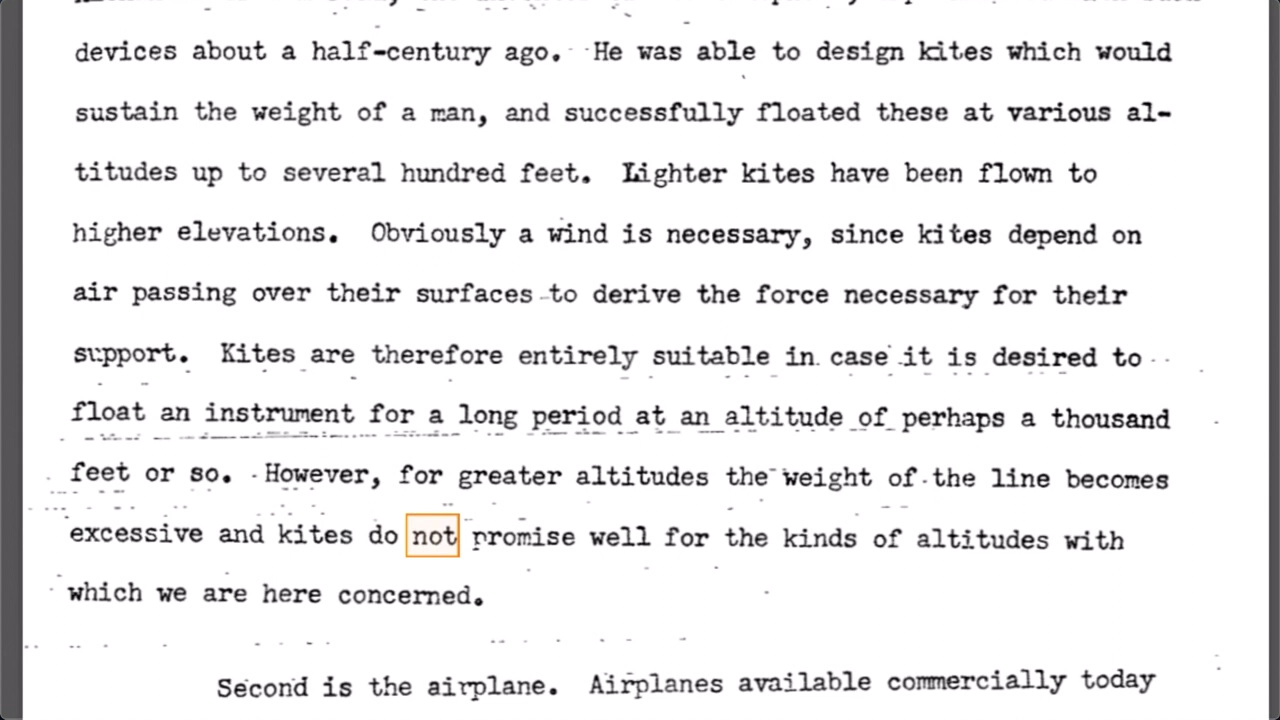 devices about a half-century ago. He was able to design kites which would
sustain the weight of a man, and successfully floated these at various al-
titudes up to several hundred feet. Lighter kites have been flown to
higher elevations. Obviously a wind is necessary, since kites depend on
air passing over their surfaces to derive the force necessary for their
support. Kites are therefore entirely suitable in case it is desired to
float an instrument for a long period at an altitude of perhaps a thousand
feet or so. However, for greater altitudes the weight of the line becomes
excessive and kites do not promise well for the kinds of altitudes with
which we are here concerned.
Second is the airplane. Airplanes available commercially today